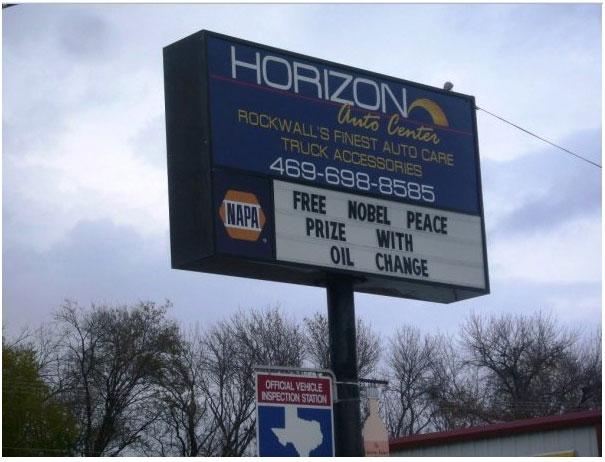 HORIZON
Auto Center
ROCKWALL'S FINEST AUTO CARE
TRUCK ACCESSORIES
469-698-8585
NAPA
FREE NOBEL PEACE
PRIZE WITH
OIL CHANGE
OFFICIAL VEHICLE
INSPECTION STATION